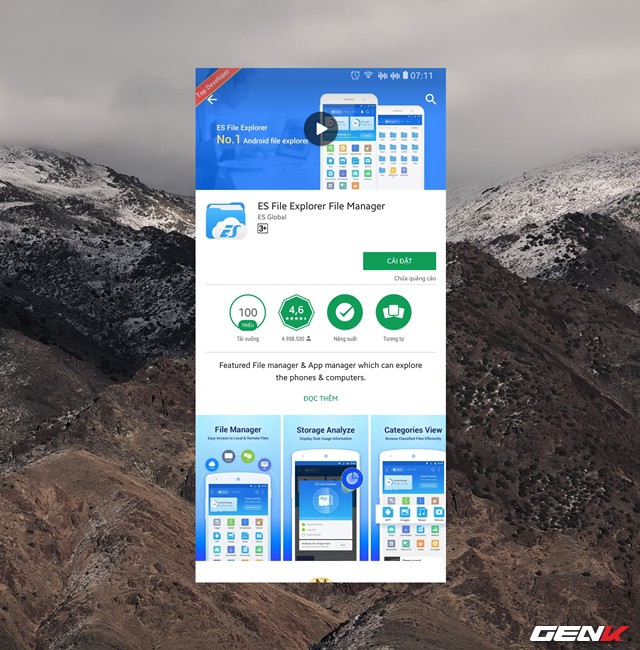 Top Developer
07:11
ES File Explorer
No.1 Android file explorer
ES File Explorer File Manager
ES Global
3+
CÀI ĐẶT
Chứa quảng cáo
100
TRIỆU
4,6
Tải xuống
4.958.530
Năng suất
Tương tự
Featured File manager & App manager which can explore
the phones & computers.
ĐỌC THÊM
File Manager
Easy Access to Local & Remote Files
Storage Analyze
Display Disk Usage Information
Categories View
Browse Classified Files Efficiently
GENK